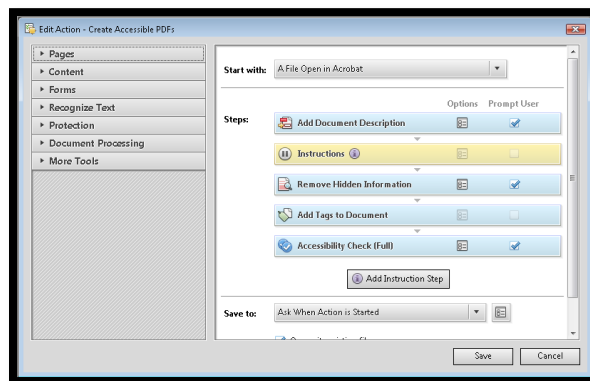 Edit Action - Create Accessible PDFs
Pages
Content
Forms
Recognize Text
Protection
Document Processing
More Tools
Start with: A File Open in Acrobat
Options Prompt User
Steps: Add Document Description
Instructions
Remove Hidden Information
Add Tags to Document
Accessibility Check (Full)
Add Instruction Step
Save to: Ask When Action is Started
Save Cancel